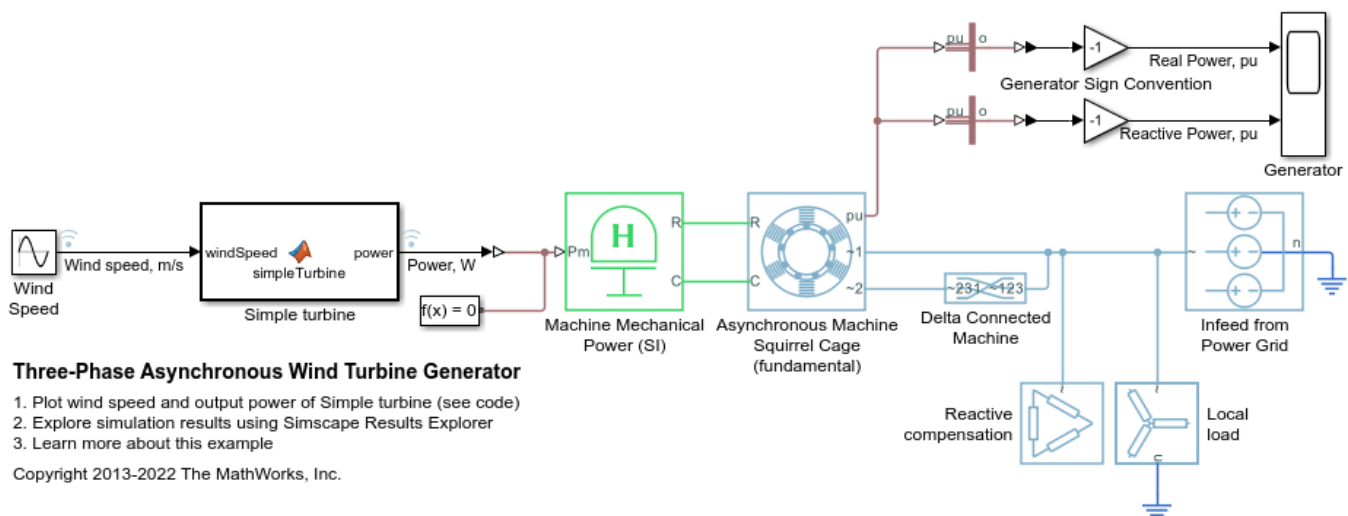 pu
o
-1
Real Power, pu
Generator Sign Convention
pu
o
-1
Reactive Power, pu
Generator
Wind speed, m/s
Wind
Speed
windSpeed
simpleTurbine
power
Simple turbine
Power, W
f(x) = 0
Pm
H
R
C
Machine Mechanical
Power (SI)
R
C
pu
~1
~2
Asynchronous Machine
Squirrel Cage
(fundamental)
~231
~123
Delta Connected
Machine
~
n
Infeed from
Power Grid
~
Reactive
compensation
~
n
Local
load
Three-Phase Asynchronous Wind Turbine Generator
1. Plot wind speed and output power of Simple turbine (see code)
2. Explore simulation results using Simscape Results Explorer
3. Learn more about this example
Copyright 2013-2022 The MathWorks, Inc.